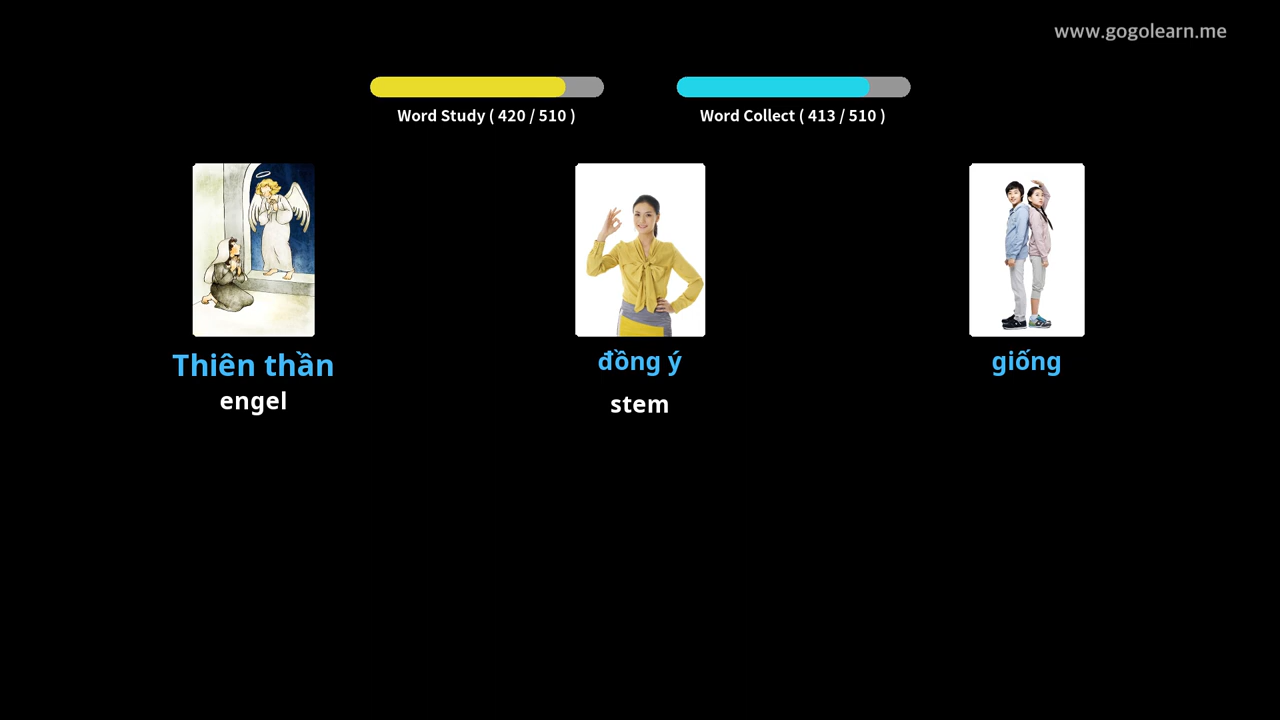 www.gogolearn.me
Word Study ( 420 / 510 )
Word Collect ( 413 / 510 )
Thiên thần
engel
đồng ý
stem
giống